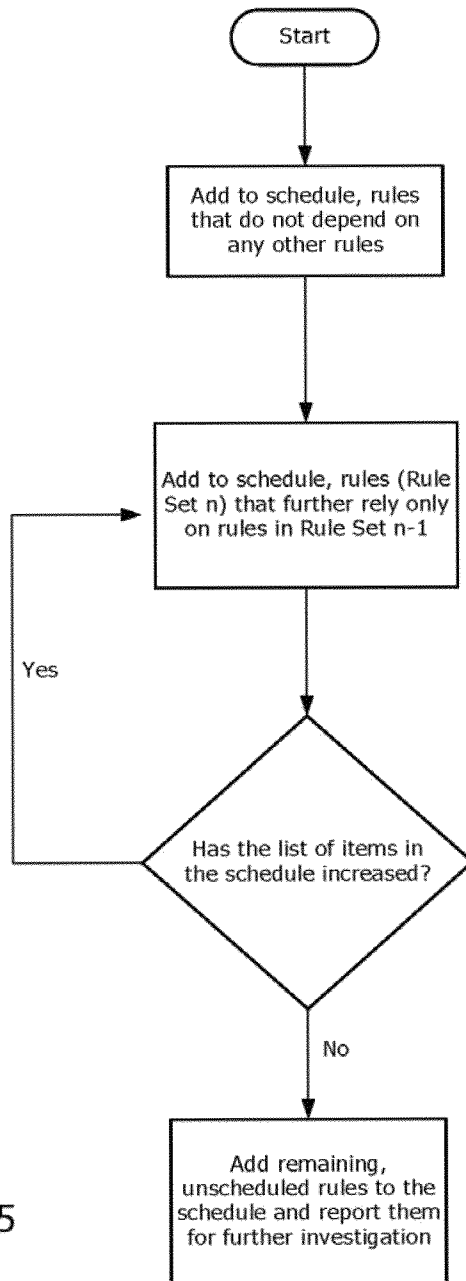 Start
Add to schedule, rules
that do not depend on
any other rules
Add to schedule, rules (Rule
Set n) that further rely only
on rules in Rule Set n-1
Yes
Has the list of items in
the schedule increased?
No
Add remaining,
unscheduled rules to the
schedule and report them
for further investigation
5